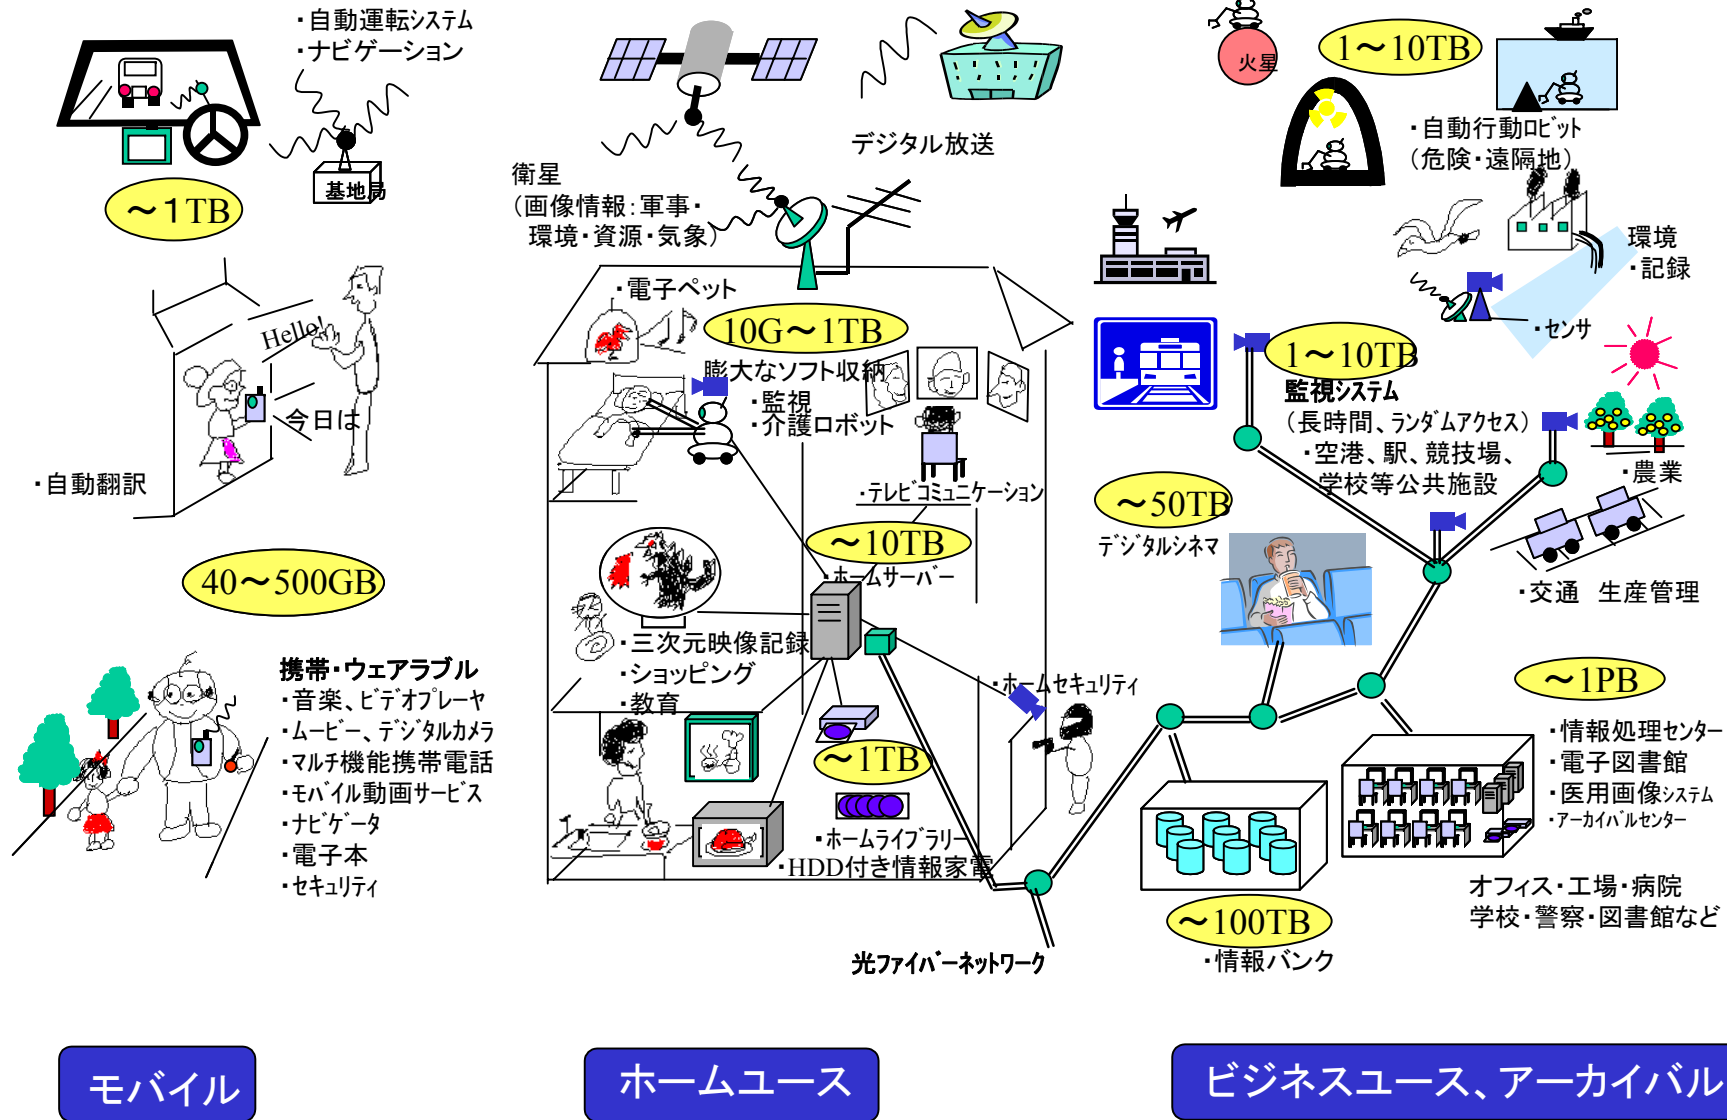 ・自動運転システム
・ナビゲーション
基地局
～1TB
Hello!
今日は
・自動翻訳
40～500GB
携帯・ウェアラブル
・音楽、ビデオプレーヤ
・ムービー、デジタルカメラ
・マルチ機能携帯電話
・モバイル動画サービス
・ナビゲータ
・電子本
・セキュリティ
モバイル
デジタル放送
衛星
（画像情報：軍事・
環境・資源・気象）
・電子ペット
10G～1TB
膨大なソフト収納
・監視
・介護ロボット
・テレビコミュニケーション
～10TB
・ホームサーバー
・三次元映像記録
・ショッピング
・教育
・ホームセキュリティ
～1TB
・ホームライブラリー
・HDD付き情報家電
光ファイバーネットワーク
ホームユース
火星
1～10TB
・自動行動ロビット
（危険・遠隔地）
環境
・記録
・センサ
1～10TB
監視システム
（長時間、ランダムアクセス）
・空港、駅、競技場、
学校等公共施設
・農業
～50TB
デジタルシネマ
・交通　生産管理
～1PB
・情報処理センター
・電子図書館
・医用画像システム
・アーカイバルセンター
オフィス・工場・病院
学校・警察・図書館など
～100TB
・情報バンク
ビジネスユース、アーカイバル